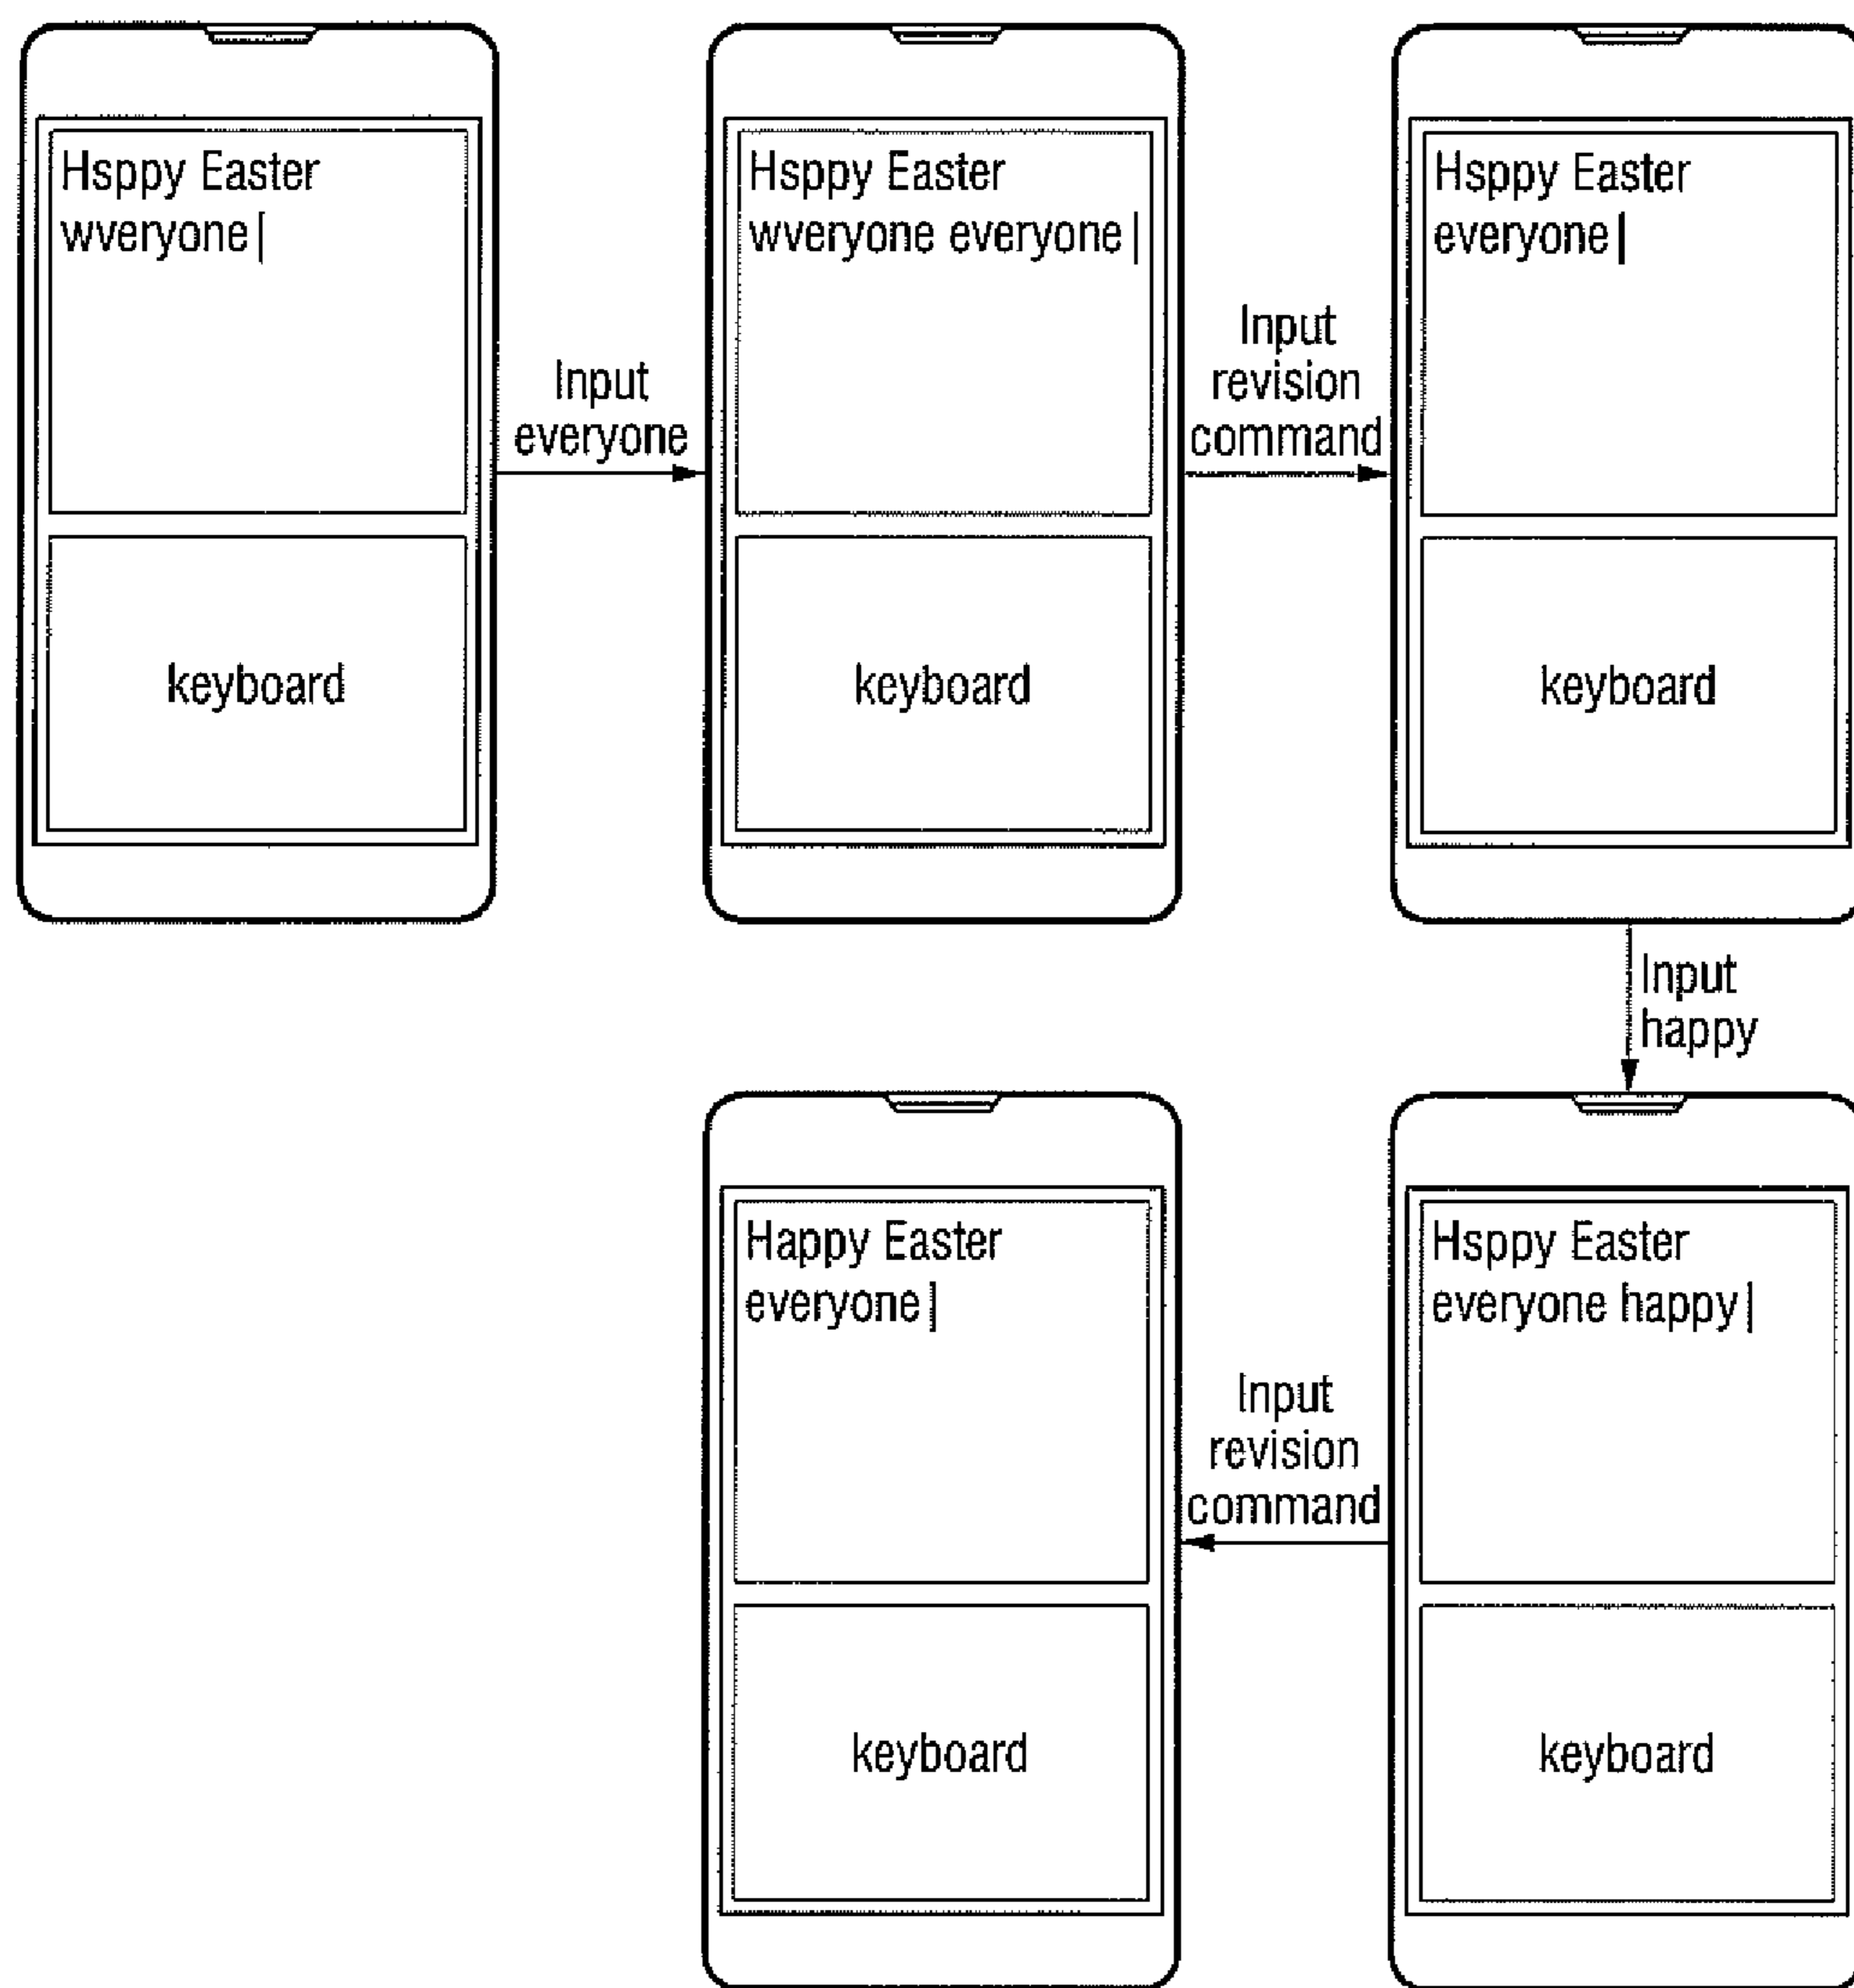 Hsppy Easter
wveryone
keyboard
Input
everyone
Hsppy Easter
wveryone everyone
keyboard
Input
revision
command
Hsppy Easter
everyone
keyboard
Input
happy
Hsppy Easter
everyone happy
keyboard
Input
revision
command
Happy Easter
everyone
keyboard